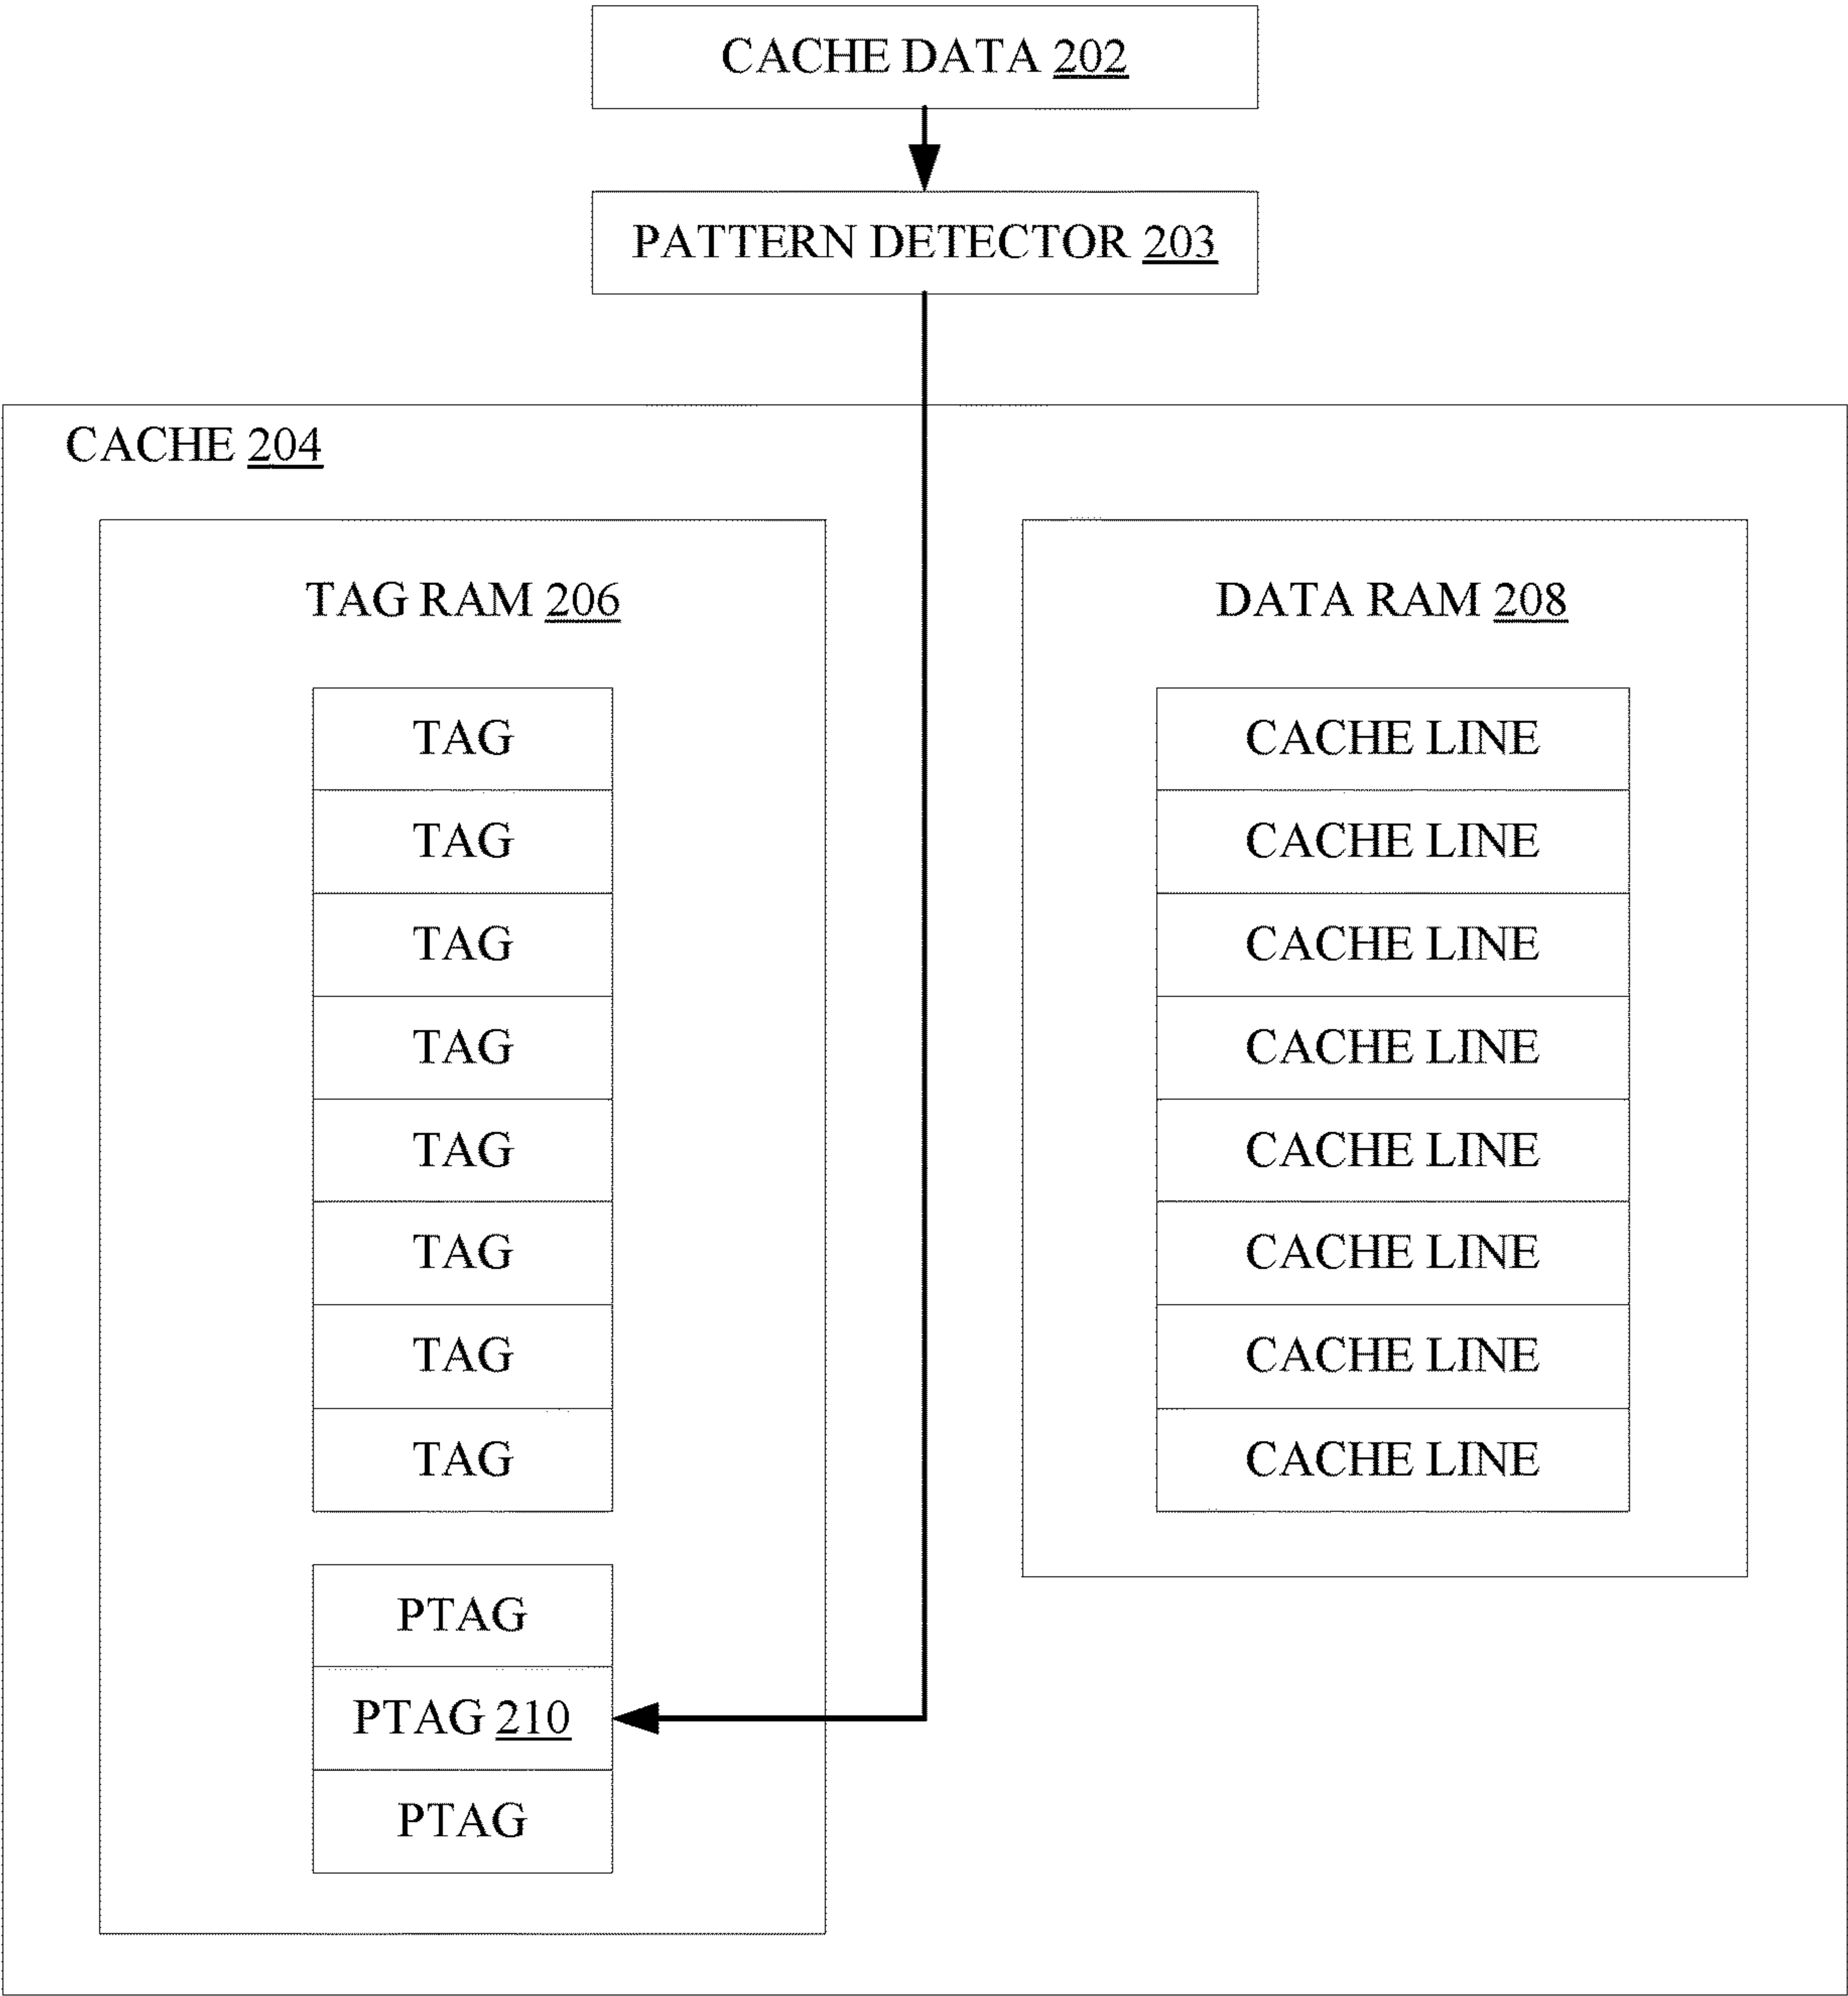 CACHE DATA 202
PATTERN DETECTOR 203
CACHE 204
TAG RAM 206
TAG
TAG
TAG
TAG
TAG
TAG
TAG
TAG
PTAG
PTAG 210
PTAG
DATA RAM 208
CACHE LINE
CACHE LINE
CACHE LINE
CACHE LINE
CACHE LINE
CACHE LINE
CACHE LINE
CACHE LINE